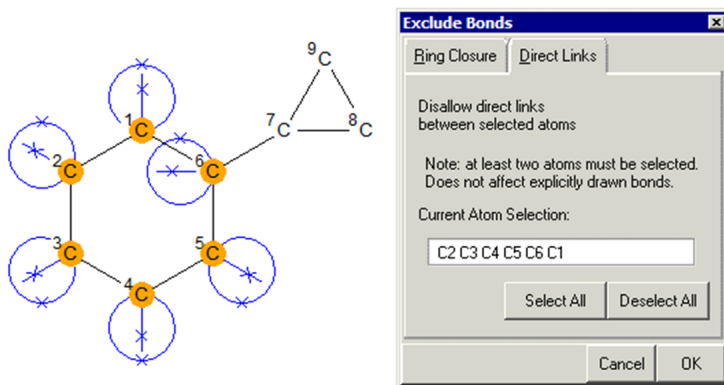 9 C
1 C
7 C
8 C
2 C
6 C
3 C
5 C
4 C
Exclude Bonds
Ring Closure Direct Links
Disallow direct links
between selected atoms
Note: at least two atoms must be selected.
Does not affect explicitly drawn bonds.
Current Atom Selection:
C2 C3 C4 C5 C6 C1
Select All Deselect All
Cancel OK